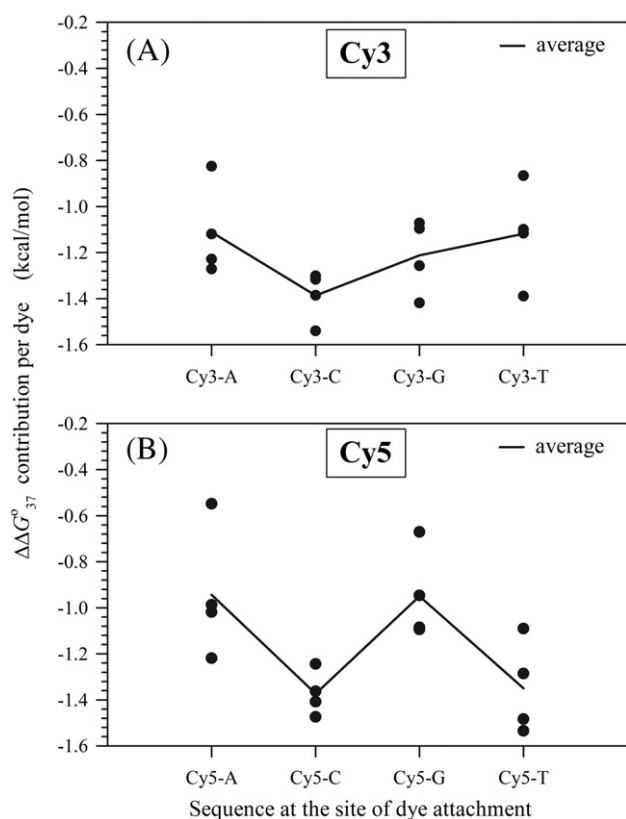 ΔΔG°37 contribution per dye (kcal/mol)
(A)
Cy3
average
-0.2
-0.4
-0.6
-0.8
-1.0
-1.2
-1.4
-1.6
Cy3-A Cy3-C Cy3-G Cy3-T
(B)
Cy5
average
-0.2
-0.4
-0.6
-0.8
-1.0
-1.2
-1.4
-1.6
Cy5-A Cy5-C Cy5-G Cy5-T
Sequence at the site of dye attachment